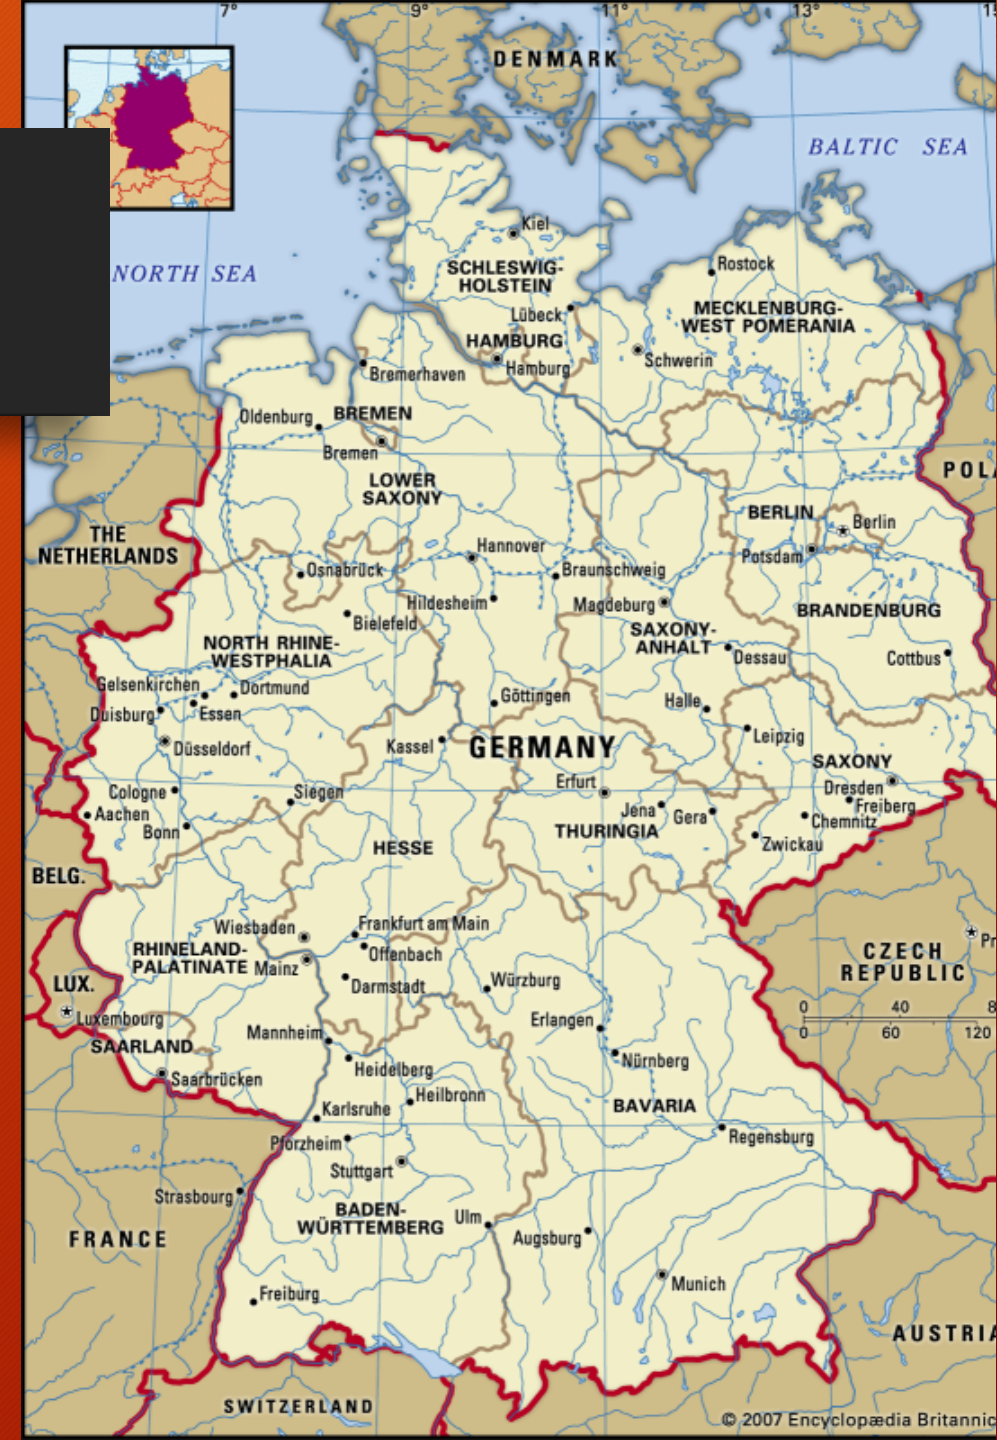 7°
9°
11°
13°
DENMARK
BALTIC SEA
NORTH SEA
Kiel
SCHLESWIG-
HOLSTEIN
Rostock
Lübeck
MECKLENBURG-
WEST POMERANIA
HAMBURG
Hamburg
Schwerin
Bremerhaven
Oldenburg
BREMEN
Bremen
LOWER
SAXONY
POLA
BERLIN
Berlin
THE
NETHERLANDS
Hannover
Potsdam
Osnabrück
Braunschweig
Hildesheim
Magdeburg
BRANDENBURG
Bielefeld
SAXONY-
ANHALT
NORTH RHINE-
WESTPHALIA
Dessau
Cottbus
Gelsenkirchen
Dortmund
Göttingen
Halle
Duisburg
Essen
Leipzig
Düsseldorf
Kassel
GERMANY
SAXONY
Erfurt
Dresden
Cologne
Siegen
Freiberg
Aachen
Jena
Gera
Chemnitz
Bonn
THURINGIA
Zwickau
HESSE
BELG.
Wiesbaden
Frankfurt am Main
RHINELAND-
PALATINATE
Mainz
Offenbach
CZECH
REPUBLIC
Pr
LUX.
Darmstadt
Würzburg
0 40 8
0 60 120
Luxembourg
Erlangen
Mannheim
SAARLAND
Nürnberg
Heidelberg
Saarbrücken
Heilbronn
BAVARIA
Karlsruhe
Pforzheim
Regensburg
Stuttgart
Strasbourg
BADEN-
WÜRTTEMBERG
Ulm
FRANCE
Augsburg
Munich
Freiburg
AUSTRIA
SWITZERLAND
© 2007 Encyclopædia Britannic